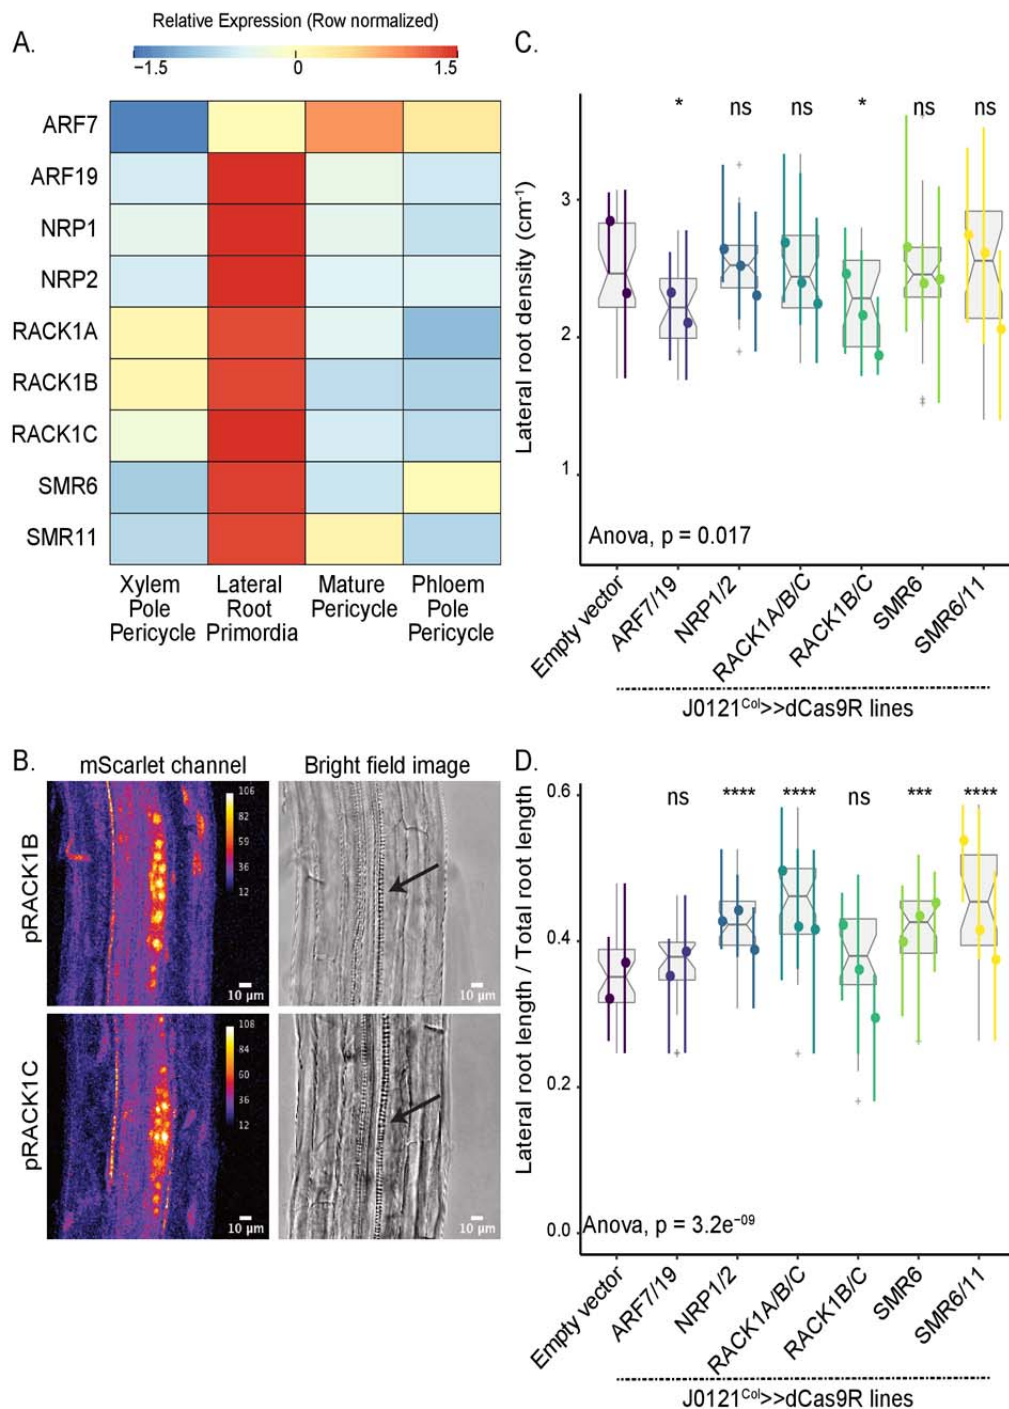 A.
Relative Expression (Row normalized)
−1.5 0 1.5
ARF7
ARF19
NRP1
NRP2
RACK1A
RACK1B
RACK1C
SMR6
SMR11
Xylem Pole Pericycle
Lateral Root Primordia
Mature Pericycle
Phloem Pole Pericycle
B.
mScarlet channel
Bright field image
pRACK1B
106
82
59
36
12
10 µm
10 µm
pRACK1C
108
84
60
36
12
10 µm
10 µm
C.
Lateral root density (cm⁻¹)
3
2
1
* ns ns * ns ns
Anova, p = 0.017
Empty vector
ARF7/19
NRP1/2
RACK1A/B/C
RACK1B/C
SMR6
SMR6/11
J0121ᶜᵒˡ>>dCas9R lines
D.
Lateral root length / Total root length
0.6
0.4
0.2
0.0
ns **** **** ns *** ****
Anova, p = 3.2e⁻⁰⁹
Empty vector
ARF7/19
NRP1/2
RACK1A/B/C
RACK1B/C
SMR6
SMR6/11
J0121ᶜᵒˡ>>dCas9R lines